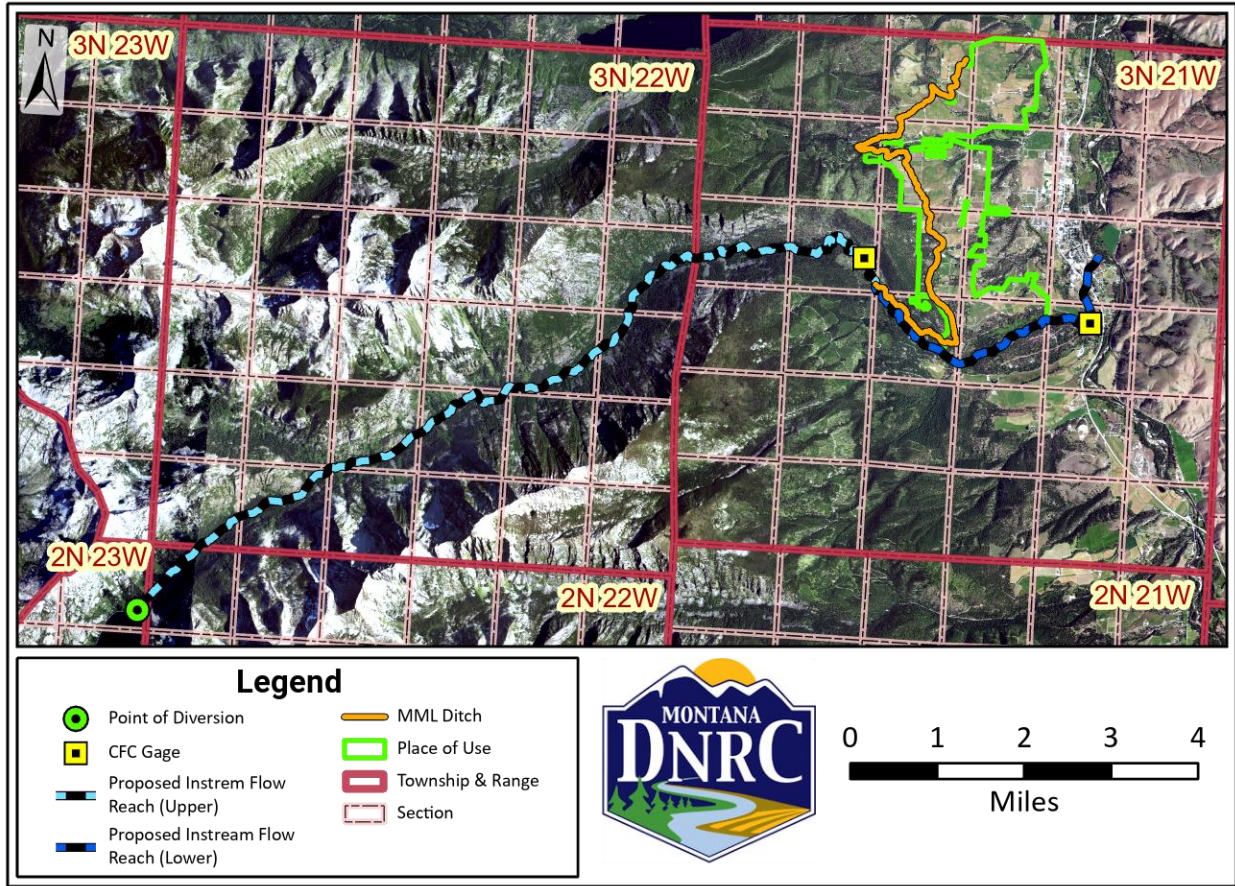 N
3N 23W
3N 22W
3N 21W
2N 23W
2N 22W
2N 21W
Legend
Point of Diversion
CFC Gage
Proposed Instrem Flow
Reach (Upper)
Proposed Instream Flow
Reach (Lower)
MML Ditch
Place of Use
Township & Range
Section
MONTANA
DNRC
0 1 2 3 4
Miles